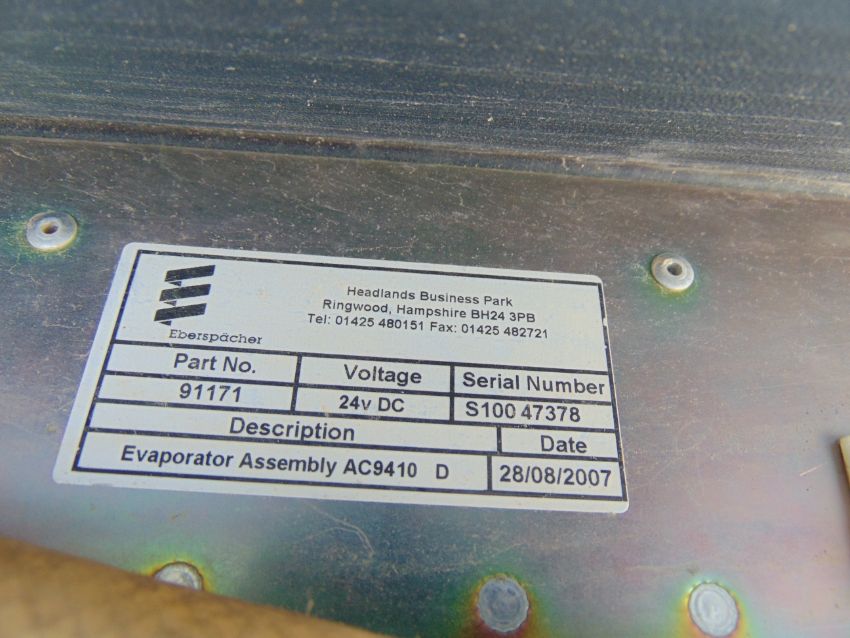 Eberspächer
Headlands Business Park
Ringwood, Hampshire BH24 3PB
Tel: 01425 480151 Fax: 01425 482721
Part No. Voltage Serial Number
91171 24v DC S100 47378
Description Date
Evaporator Assembly AC9410 D 28/08/2007